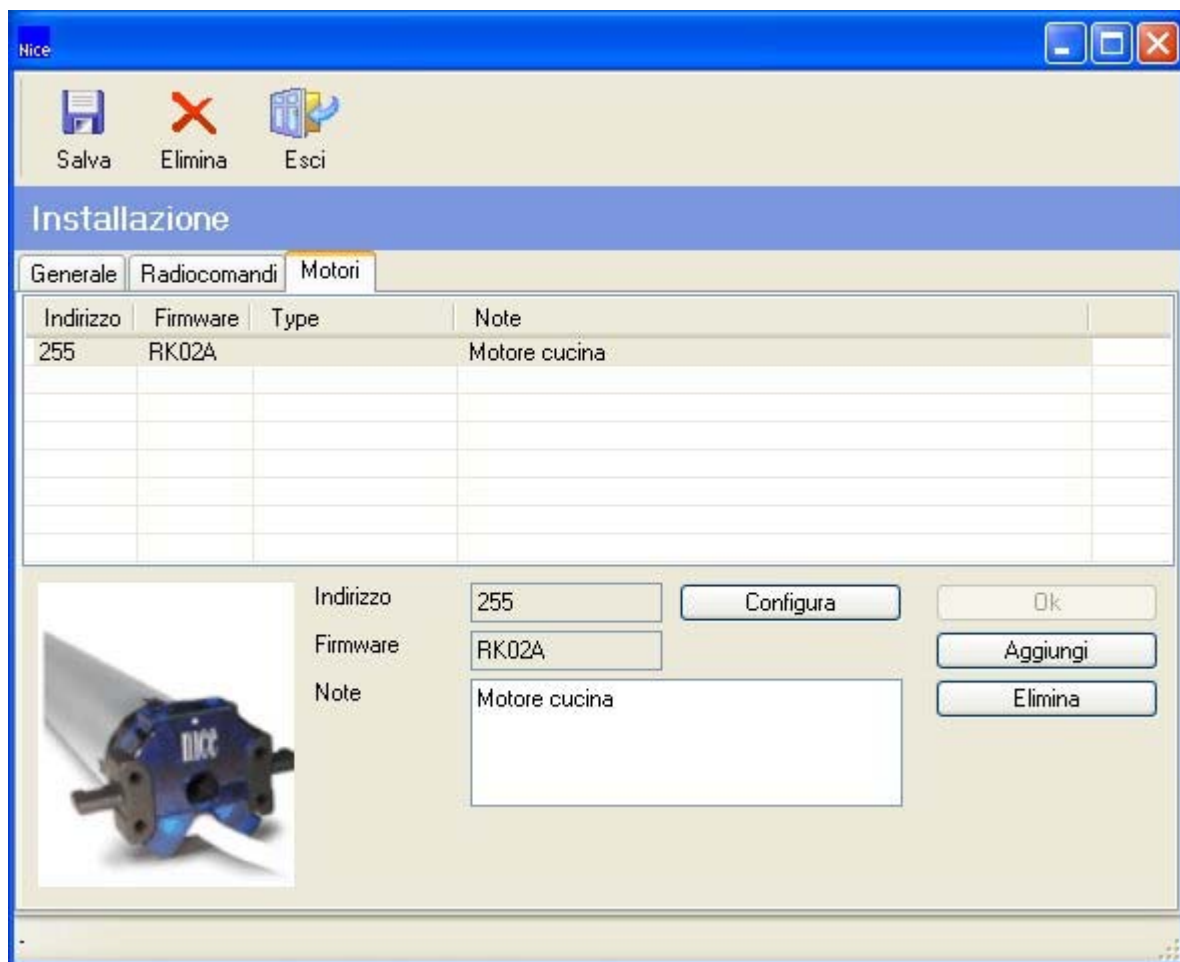 Nice
Salva Elimina Esci
Installazione
Generale Radiocomandi Motori
Indirizzo Firmware Type Note
255 RK02A Motore cucina
Indirizzo 255 Configura Ok
Firmware RK02A Aggiungi
Note Motore cucina Elimina
nice
-